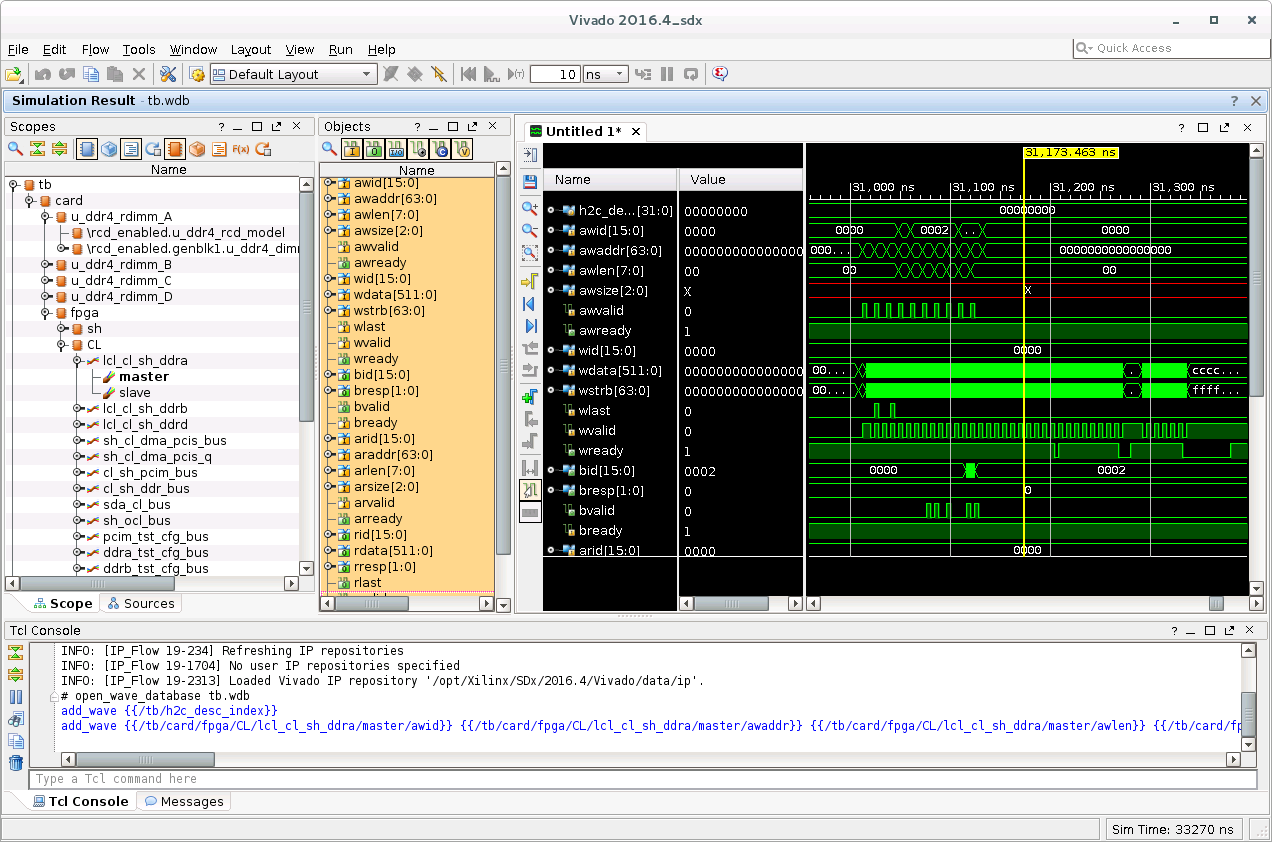 Vivado 2016.4_sdx
File Edit Flow Tools Window Layout View Run Help
Quick Access
Default Layout 10 ns
Simulation Result - tb.wdb
Scopes
Name
tb
card
u_ddr4_rdimm_A
\rcd_enabled.u_ddr4_rcd_model
\rcd_enabled.genblk1.u_ddr4_dimm
u_ddr4_rdimm_B
u_ddr4_rdimm_C
u_ddr4_rdimm_D
fpga
sh
CL
lcl_cl_sh_ddra
master
slave
lcl_cl_sh_ddrb
lcl_cl_sh_ddrd
sh_cl_dma_pcis_bus
sh_cl_dma_pcis_q
cl_sh_pcim_bus
cl_sh_ddr_bus
sda_cl_bus
sh_ocl_bus
pcim_tst_cfg_bus
ddra_tst_cfg_bus
ddrb_tst_cfg_bus
Scope Sources
Objects
Name
awid[15:0]
awaddr[63:0]
awlen[7:0]
awsize[2:0]
awvalid
awready
wid[15:0]
wdata[511:0]
wstrb[63:0]
wlast
wvalid
wready
bid[15:0]
bresp[1:0]
bvalid
bready
arid[15:0]
araddr[63:0]
arlen[7:0]
arsize[2:0]
arvalid
arready
rid[15:0]
rdata[511:0]
rresp[1:0]
rlast
Untitled 1*
31,173.463 ns
Name Value
31,000 ns 31,100 ns 31,200 ns 31,300 ns
h2c_de...[31:0] 00000000 00000000
awid[15:0] 0000 0000 0002 ... 0000
awaddr[63:0] 0000000000000000 000... 0000000000000000
awlen[7:0] 00 00 00
awsize[2:0] X X
awvalid 0
awready 1
wid[15:0] 0000 0000
wdata[511:0] 0000000000000000 00... ... cccc...
wstrb[63:0] 0000000000000000 00... ... ffff...
wlast 0
wvalid 0
wready 1
bid[15:0] 0002 0000 0002
bresp[1:0] 0 0
bvalid 0
bready 1
arid[15:0] 0000 0000
Tcl Console
INFO: [IP_Flow 19-234] Refreshing IP repositories
INFO: [IP_Flow 19-1704] No user IP repositories specified
INFO: [IP_Flow 19-2313] Loaded Vivado IP repository '/opt/Xilinx/SDx/2016.4/Vivado/data/ip'.
# open_wave_database tb.wdb
add_wave {{/tb/h2c_desc_index}}
add_wave {{/tb/card/fpga/CL/lcl_cl_sh_ddra/master/awid}} {{/tb/card/fpga/CL/lcl_cl_sh_ddra/master/awaddr}} {{/tb/card/fpga/CL/lcl_cl_sh_ddra/master/awlen}} {{/tb/card/fp
Type a Tcl command here
Tcl Console Messages
Sim Time: 33270 ns